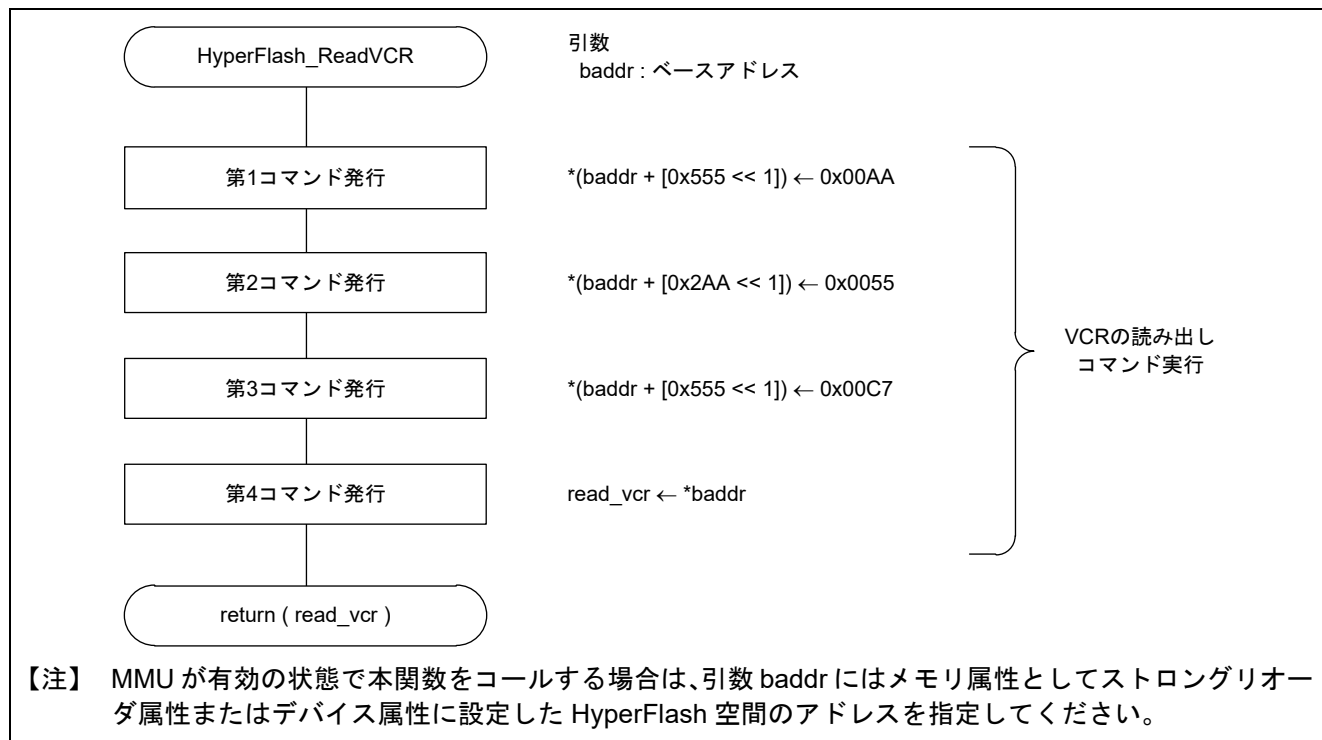 HyperFlash_ReadVCR
引数
baddr : ベースアドレス
第1コマンド発行
*(baddr + [0x555 << 1]) ← 0x00AA
第2コマンド発行
*(baddr + [0x2AA << 1]) ← 0x0055
第3コマンド発行
*(baddr + [0x555 << 1]) ← 0x00C7
第4コマンド発行
read_vcr ← *baddr
VCRの読み出し
コマンド実行
return ( read_vcr )
【注】 MMU が有効の状態で本関数をコールする場合は、引数 baddr にはメモリ属性としてストロングリオー
ダ属性またはデバイス属性に設定した HyperFlash 空間のアドレスを指定してください。